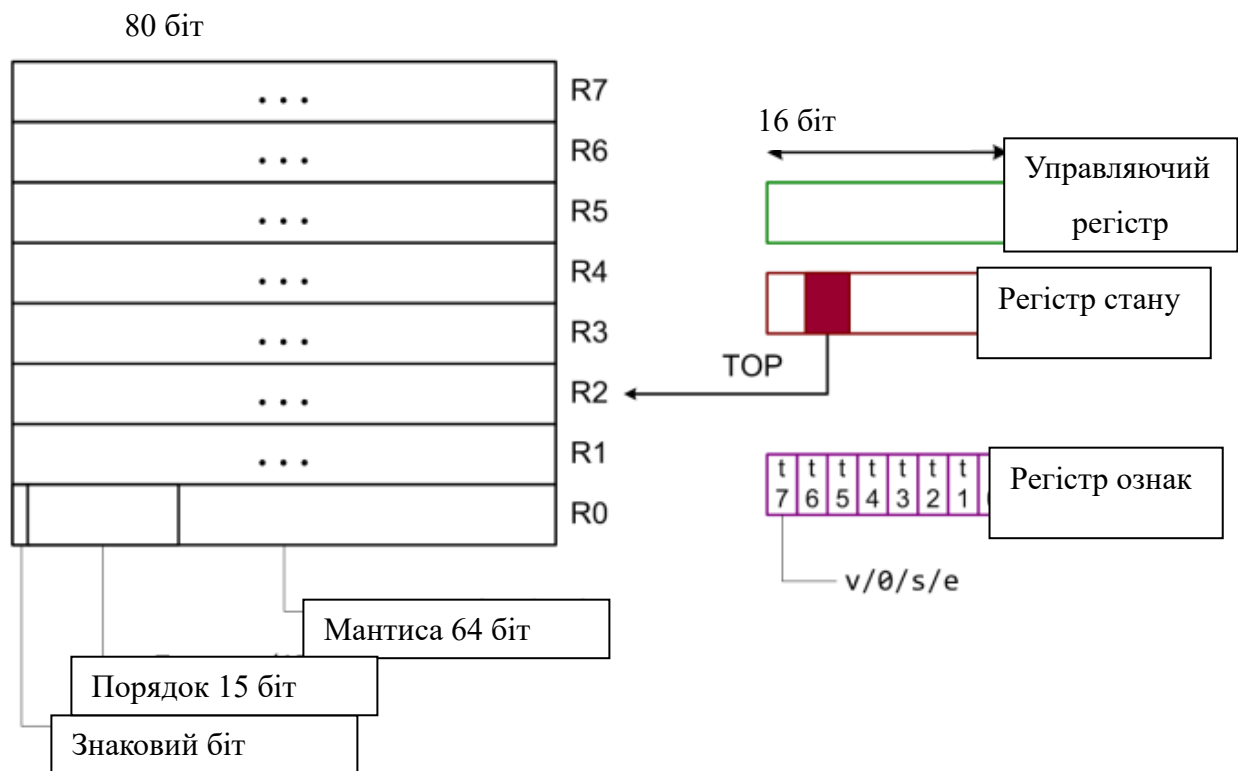 80 біт
R7
R6
R5
R4
R3
R2
R1
R0
Мантиса 64 біт
Порядок 15 біт
Знаковий біт
16 біт
Управляючий
регістр
Регістр стану
TOP
t t t t t t t
7 6 5 4 3 2 1
Регістр ознак
v/0/s/e